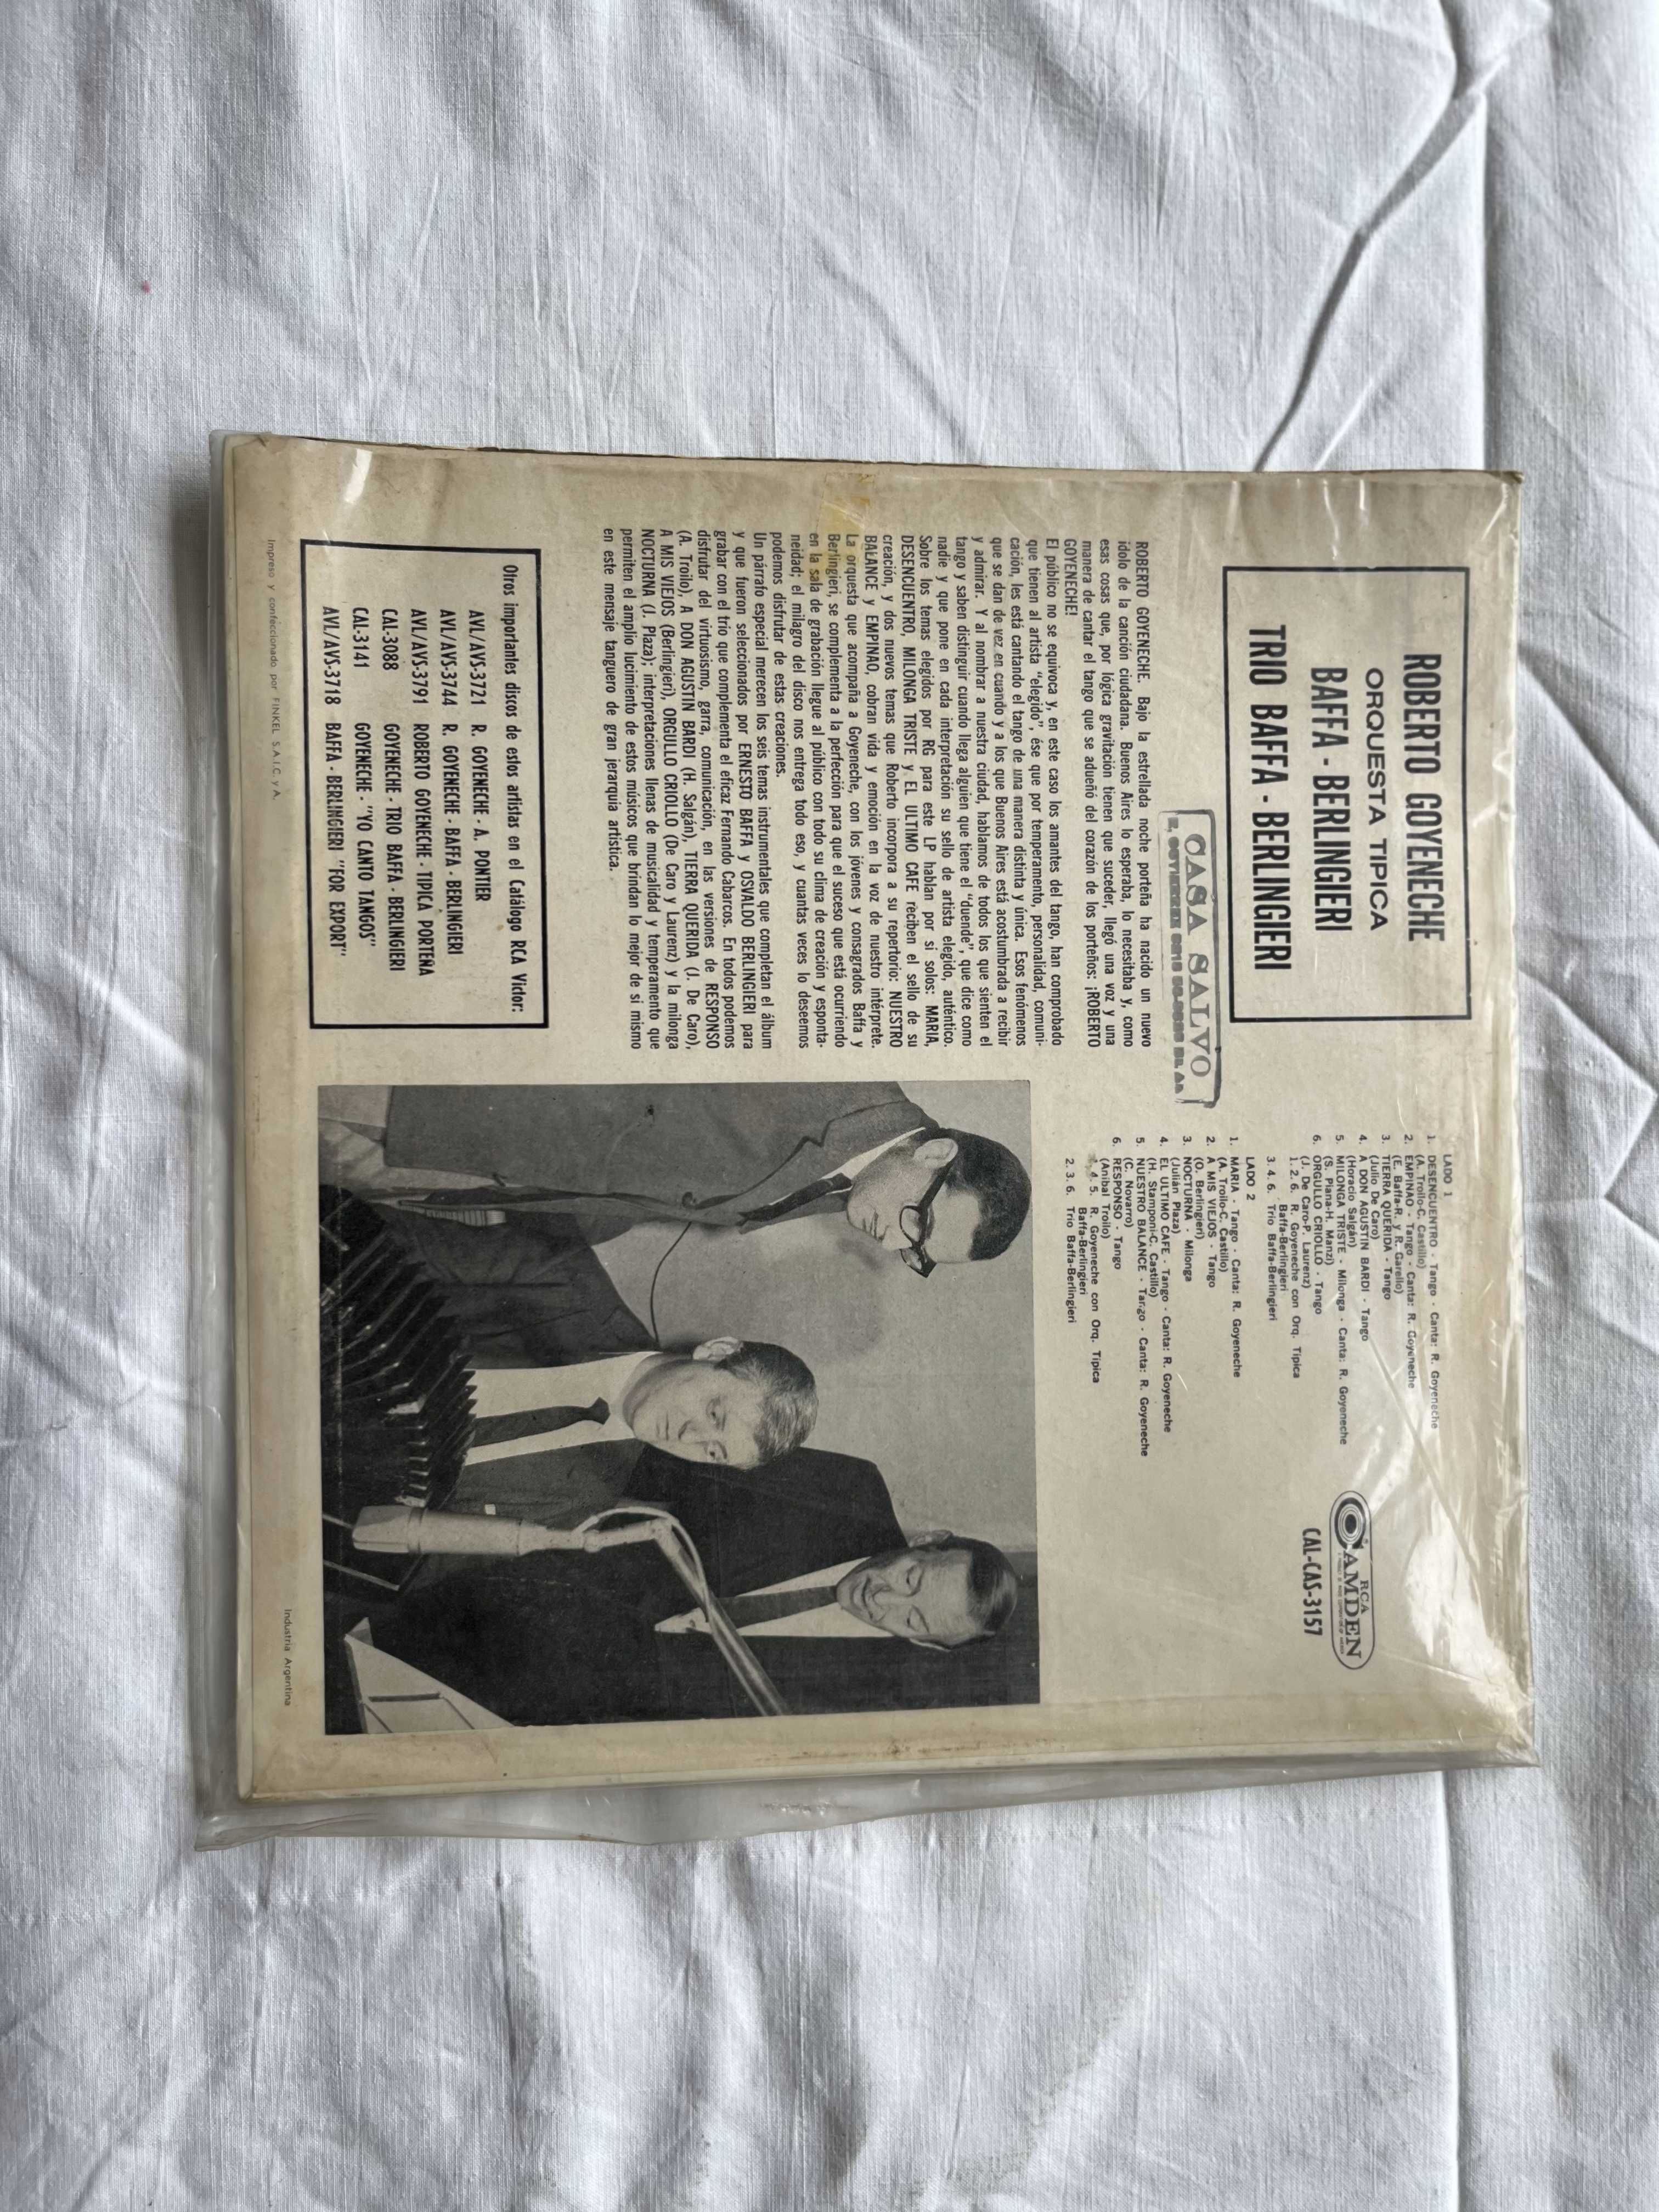 ROBERTO GOYENECHE
ORQUESTA TIPICA
BAFFA - BERLINGIERI
TRIO BAFFA - BERLINGIERI
CASA SALVO
ROBERTO GOYENECHE. Bajo la estrellada noche porteña ha nacido un nuevo
ídolo de la canción ciudadana. Buenos Aires lo esperaba, lo necesitaba y, como
esas cosas que, por lógica gravitación tienen que suceder, llegó una voz y una
manera de cantar el tango que se adueñó del corazón de los porteños: ¡ROBERTO
GOYENECHE!
El público no se equivoca y, en este caso los amantes del tango, han comprobado
que tienen al artista "elegido", ése que por temperamento, personalidad, comuni-
cación, les está cantando el tango de una manera distinta y única. Esos fenómenos
que se dan de vez en cuando y a los que Buenos Aires está acostumbrada a recibir
y admirar. Y al nombrar a nuestra ciudad, hablamos de todos los que sienten el
tango y saben distinguir cuando llega alguien que tiene el "duende", que dice como
nadie y que pone en cada interpretación su sello de artista elegido, auténtico.
Sobre los temas elegidos por RG para este LP hablan por si solos: MARIA,
DESENCUENTRO, MILONGA TRISTE y EL ULTIMO CAFE reciben el sello de su
creación, y dos nuevos temas que Roberto incorpora a su repertorio: NUESTRO
BALANCE y EMPINAO, cobran vida y emoción en la voz de nuestro intérprete.
La orquesta que acompaña a Goyeneche, con los jóvenes y consagrados Baffa y
Berlingieri, se complementa a la perfección para que el suceso que está ocurriendo
en la sala de grabación llegue al público con todo su clima de creación y esponta-
neidad; el milagro del disco nos entrega todo eso, y cuantas veces lo deseemos
podemos disfrutar de estas creaciones.
Un párrafo especial merecen los seis temas instrumentales que completan el álbum
y que fueron seleccionados por ERNESTO BAFFA y OSVALDO BERLINGIERI para
grabar con el trío que complementa el eficaz Fernando Cabarcos. En todos podemos
disfrutar del virtuosismo, garra, comunicación, en las versiones de RESPONSO
(A. Troilo), A DON AGUSTIN BARDI (H. Salgán), TIERRA QUERIDA (J. De Caro),
A MIS VIEJOS (Berlingieri), ORGULLO CRIOLLO (De Caro y Laurenz) y la milonga
NOCTURNA (J. Plaza); interpretaciones llenas de musicalidad y temperamento que
permiten el amplio lucimiento de estos músicos que brindan lo mejor de si mismo
en este mensaje tanguero de gran jerarquía artística.
Otros importantes discos de estos artistas en el Catálogo RCA Victor:
AVL/AVS-3721 R. GOYENECHE - A. PONTIER
AVL/AVS-3744 R. GOYENECHE - BAFFA - BERLINGIERI
AVL/AVS-3791 ROBERTO GOYENECHE - TIPICA PORTEÑA
CAL-3088 GOYENECHE - TRIO BAFFA - BERLINGIERI
CAL-3141 GOYENECHE - "YO CANTO TANGOS"
AVL/AVS-3718 BAFFA - BERLINGIERI "FOR EXPORT"
Impreso y confeccionado por FINKEL S.A.I.C. y A.
LADO 1
1. DESENCUENTRO - Tango - Canta: R. Goyeneche
(A. Troilo-C. Castillo)
2. EMPINAO - Tango - Canta: R. Goyeneche
(E. Baffa-R. y R. Garello)
3. TIERRA QUERIDA - Tango
(Julio De Caro)
4. A DON AGUSTIN BARDI - Tango
(Horacio Salgán)
5. MILONGA TRISTE - Milonga - Canta: R. Goyeneche
(S. Piana-H. Manzi)
6. ORGULLO CRIOLLO - Tango
(J. De Caro-P. Laurenz)
1. 2. 6. R. Goyeneche con Orq. Típica
Baffa-Berlingieri
3. 4. 6. Trio Baffa-Berlingieri
LADO 2
1. MARIA - Tango - Canta: R. Goyeneche
(A. Troilo-C. Castillo)
2. A MIS VIEJOS - Tango
(O. Berlingieri)
3. NOCTURNA - Milonga
(Julián Plaza)
4. EL ULTIMO CAFE - Tango - Canta: R. Goyeneche
(H. Stamponi-C. Castillo)
5. NUESTRO BALANCE - Tango - Canta: R. Goyeneche
(C. Novarro)
6. RESPONSO - Tango
(Anibal Troilo)
4. 5. R. Goyeneche con Orq. Típica
Baffa-Berlingieri
2. 3. 6. Trio Baffa-Berlingieri
RCA
CAMDEN
CAL-CAS-3157
Industria Argentina